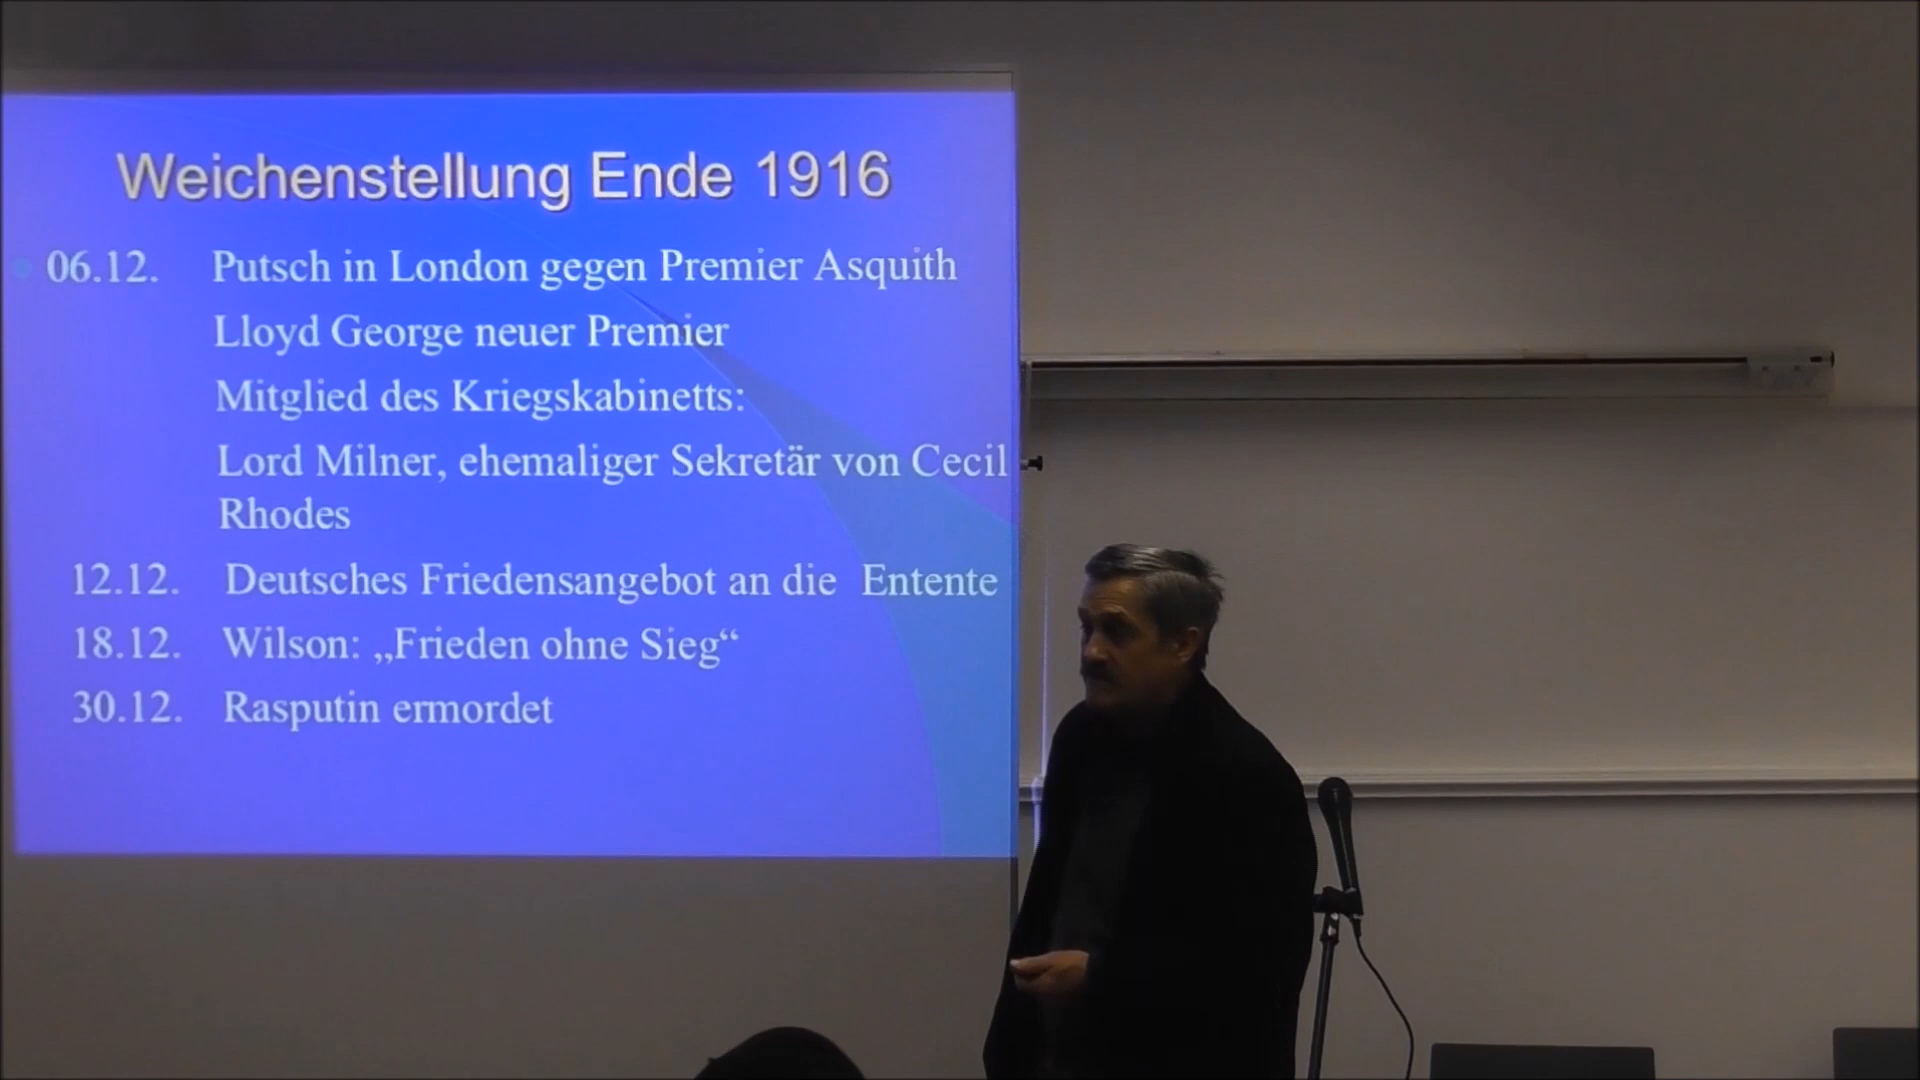 Weichenstellung Ende 1916
06.12. Putsch in London gegen Premier Asquith
Lloyd George neuer Premier
Mitglied des Kriegskabinetts:
Lord Milner, ehemaliger Sekretär von Cecil
Rhodes
12.12. Deutsches Friedensangebot an die Entente
18.12. Wilson: „Frieden ohne Sieg“
30.12. Rasputin ermordet